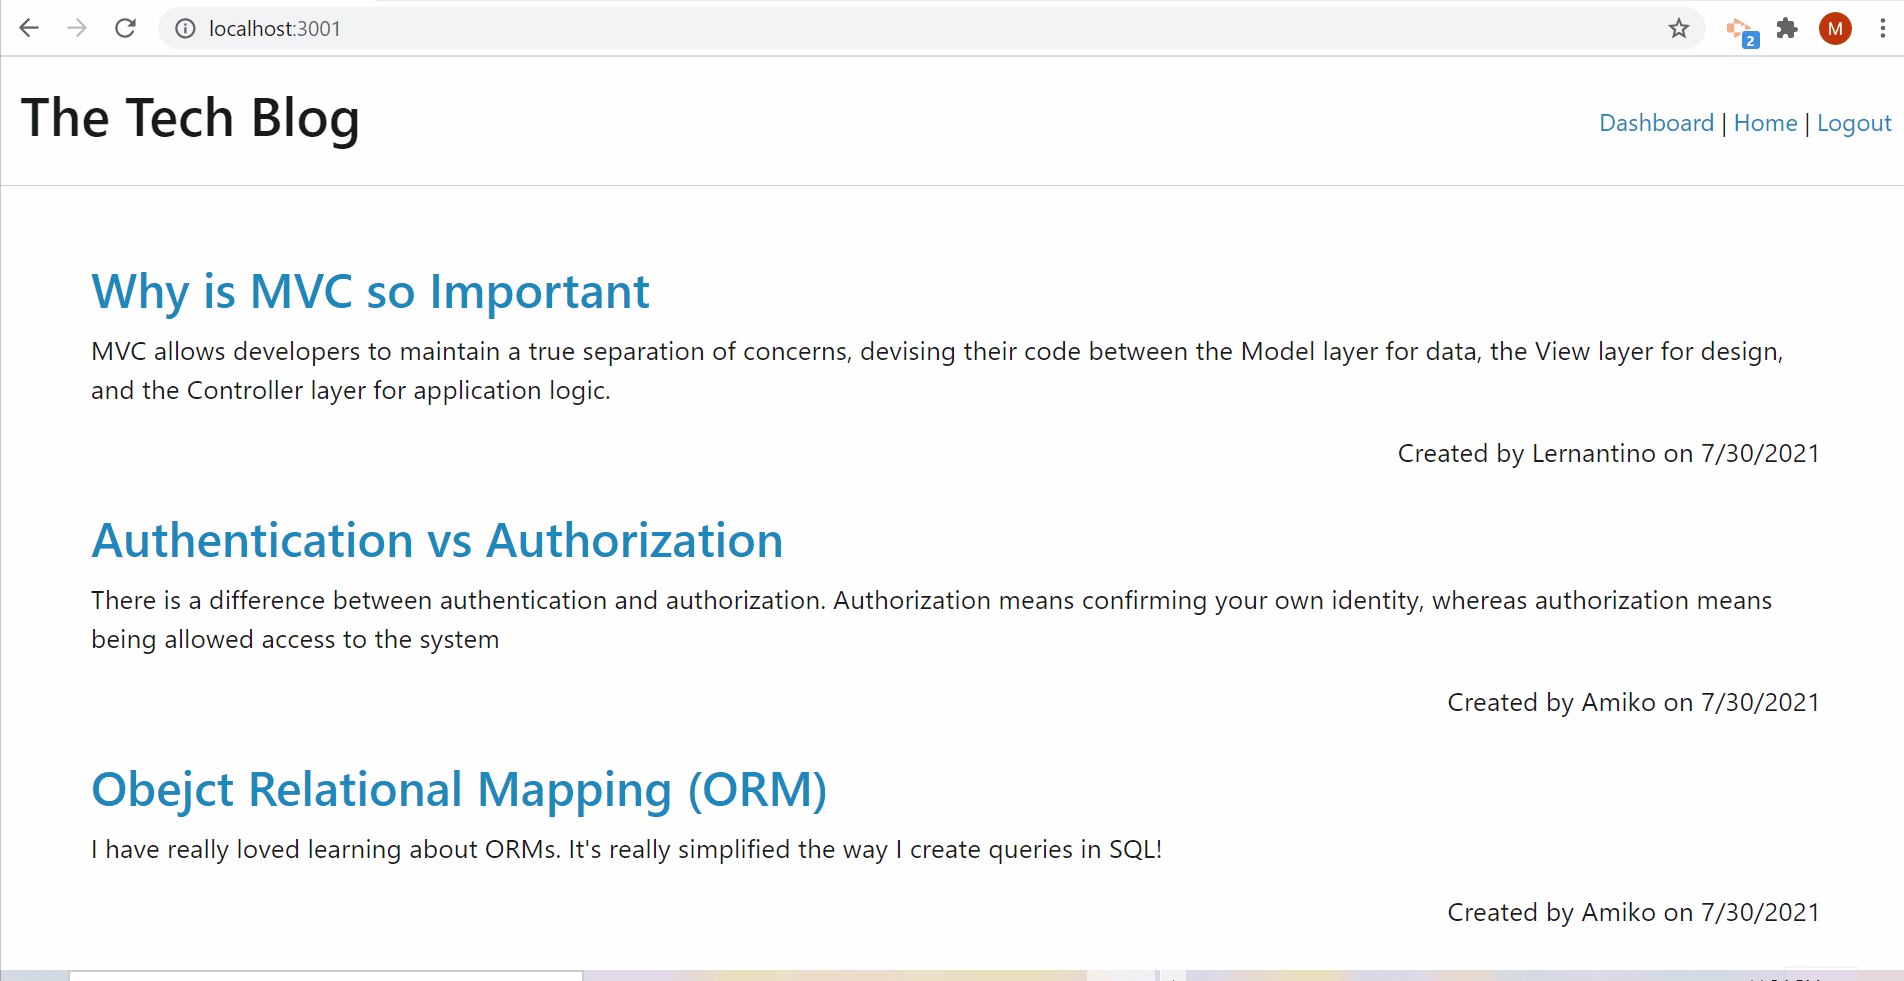 localhost:3001
2
M
The Tech Blog
Dashboard | Home | Logout
Why is MVC so Important
MVC allows developers to maintain a true separation of concerns, devising their code between the Model layer for data, the View layer for design,
and the Controller layer for application logic.
Created by Lernantino on 7/30/2021
Authentication vs Authorization
There is a difference between authentication and authorization. Authorization means confirming your own identity, whereas authorization means
being allowed access to the system
Created by Amiko on 7/30/2021
Obejct Relational Mapping (ORM)
I have really loved learning about ORMs. It's really simplified the way I create queries in SQL!
Created by Amiko on 7/30/2021